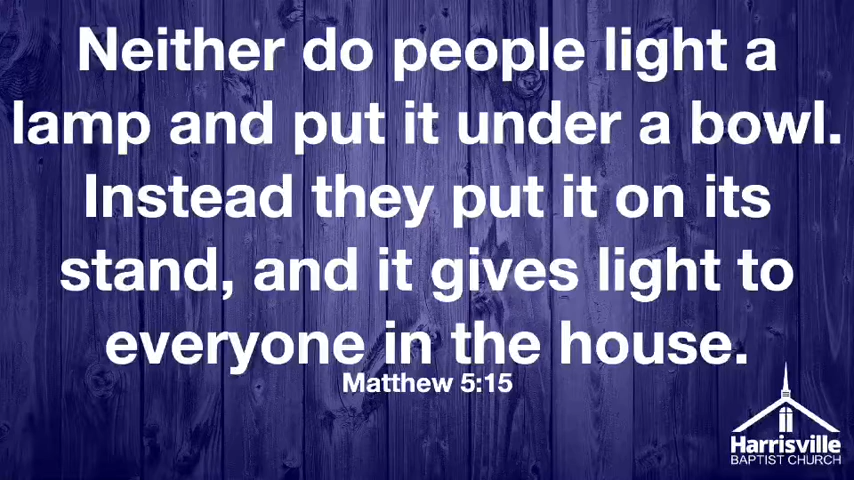 Neither do people light a
lamp and put it under a bowl.
Instead they put it on its
stand, and it gives light to
everyone in the house.
Matthew 5:15
Harrisville
BAPTIST CHURCH